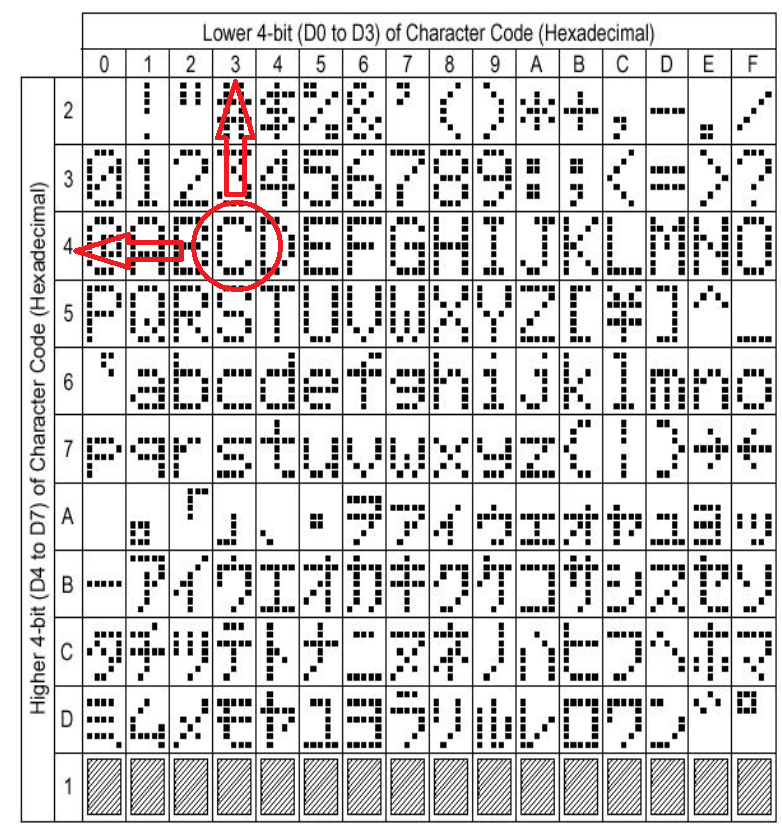 Lower 4-bit (D0 to D3) of Character Code (Hexadecimal)
0 1 2 3 4 5 6 7 8 9 A B C D E F
Higher 4-bit (D4 to D7) of Character Code (Hexadecimal)
2 ! " # $ % & ' ( ) * + , - . /
3 0 1 2 3 4 5 6 7 8 9 : ; < = > ?
4 @ A B C D E F G H I J K L M N O
5 P Q R S T U V W X Y Z [ ¥ ] ^ _
6 ` a b c d e f g h i j k l m n o
7 p q r s t u v w x y z { | } → ←
A 。 「 」 、 ・ ヲ ァ ィ ゥ ェ ォ ャ ュ ョ ッ
B ー ア イ ウ エ オ カ キ ク ケ コ サ シ ス セ ソ
C タ チ ツ テ ト ナ ニ ヌ ネ ノ ハ ヒ フ ヘ ホ マ
D ミ ム メ モ ヤ ユ ヨ ラ リ ル レ ロ ワ ン ゛ ゜
1